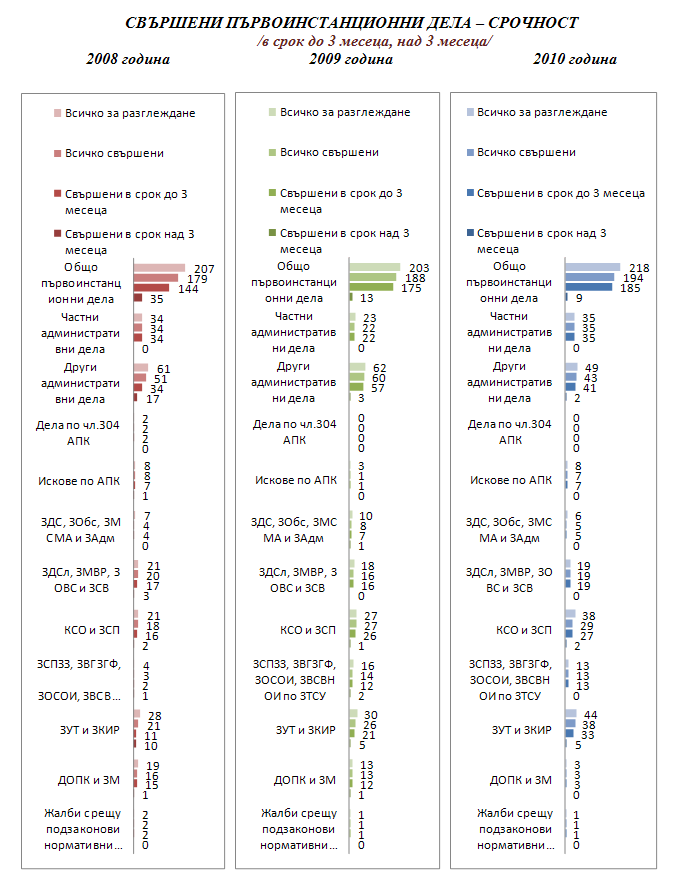 СВЪРШЕНИ ПЪРВОИНСТАНЦИОННИ ДЕЛА – СРОЧНОСТ
/в срок до 3 месеца, над 3 месеца/
2008 година
2009 година
2010 година
Всичко за разглеждане
Всичко свършени
Свършени в срок до 3
месеца
Свършени в срок над 3
месеца
Общо
първоинстанц
ионни дела
207
179
144
35
Частни
административ
вни дела
34
34
34
0
Други
административ
вни дела
61
51
34
17
Дела по чл.304
АПК
2
2
2
0
Искове по АПК
8
8
7
1
ЗДС, ЗОбс, ЗМ
СМА и ЗАдм
7
4
4
0
ЗДСл, ЗМВР, З
ОВС и ЗСВ
21
20
17
3
КСО и ЗСП
21
18
16
2
ЗСПЗЗ, ЗВГЗГФ,
ЗОСОИ, ЗВСВ...
4
3
2
1
ЗУТ и ЗКИР
28
21
11
10
ДОПК и ЗМ
19
16
15
1
Жалби срещу
подзаконови
нормативни...
2
2
2
0
Всичко за разглеждане
Всичко свършени
Свършени в срок до 3
месеца
Свършени в срок над 3
месеца
Общо
първоинстанци
онни дела
203
188
175
13
Частни
административ
ни дела
23
22
22
0
Други
административ
ни дела
62
60
57
3
Дела по чл.304
АПК
0
0
0
0
Искове по АПК
3
1
1
0
ЗДС, ЗОбс, ЗМС
МА и ЗАдм
10
8
7
1
ЗДСл, ЗМВР, З
ОВС и ЗСВ
18
16
16
0
КСО и ЗСП
27
27
26
1
ЗСПЗЗ, ЗВГЗГФ,
ЗОСОИ, ЗВСВН
ОИ по ЗТСУ
16
14
12
2
ЗУТ и ЗКИР
30
26
21
5
ДОПК и ЗМ
13
13
12
1
Жалби срещу
подзаконови
нормативни...
1
1
1
0
Всичко за разглеждане
Всичко свършени
Свършени в срок до 3 месеца
Свършени в срок над 3
месеца
Общо
първоинстанци
онни дела
218
194
185
9
Частни
административ
ни дела
35
35
35
0
Други
административ
ни дела
49
43
41
2
Дела по чл.304
АПК
0
0
0
0
Искове по АПК
8
7
7
0
ЗДС, ЗОбс, ЗМС
МА и ЗАдм
6
5
5
0
ЗДСл, ЗМВР, ЗО
ВС и ЗСВ
19
19
19
0
КСО и ЗСП
38
29
27
2
ЗСПЗЗ, ЗВГЗГФ,
ЗОСОИ, ЗВСВН
ОИ по ЗТСУ
13
13
13
0
ЗУТ и ЗКИР
44
38
33
5
ДОПК и ЗМ
3
3
3
0
Жалби срещу
подзаконови
нормативни...
1
1
1
0